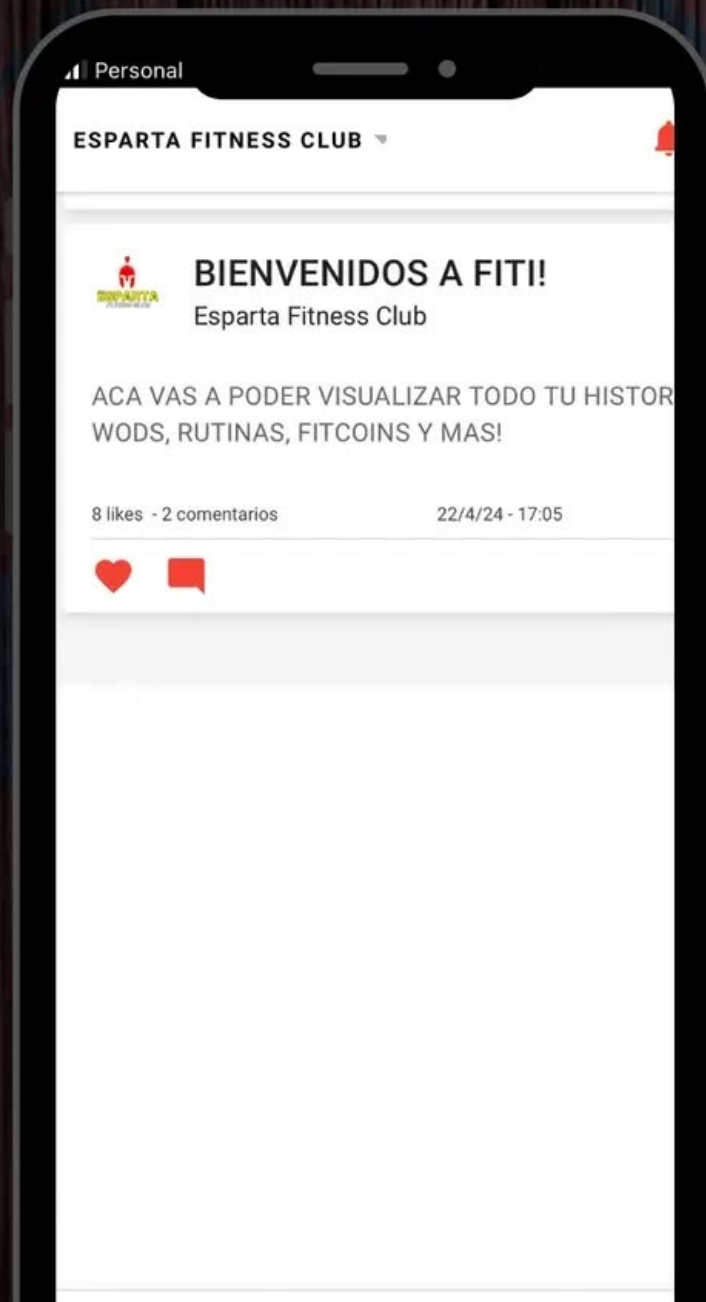 Personal
ESPARTA FITNESS CLUB
ESPARTA
BIENVENIDOS A FITI!
Esparta Fitness Club
ACA VAS A PODER VISUALIZAR TODO TU HISTOR
WODS, RUTINAS, FITCOINS Y MAS!
8 likes - 2 comentarios 22/4/24 - 17:05